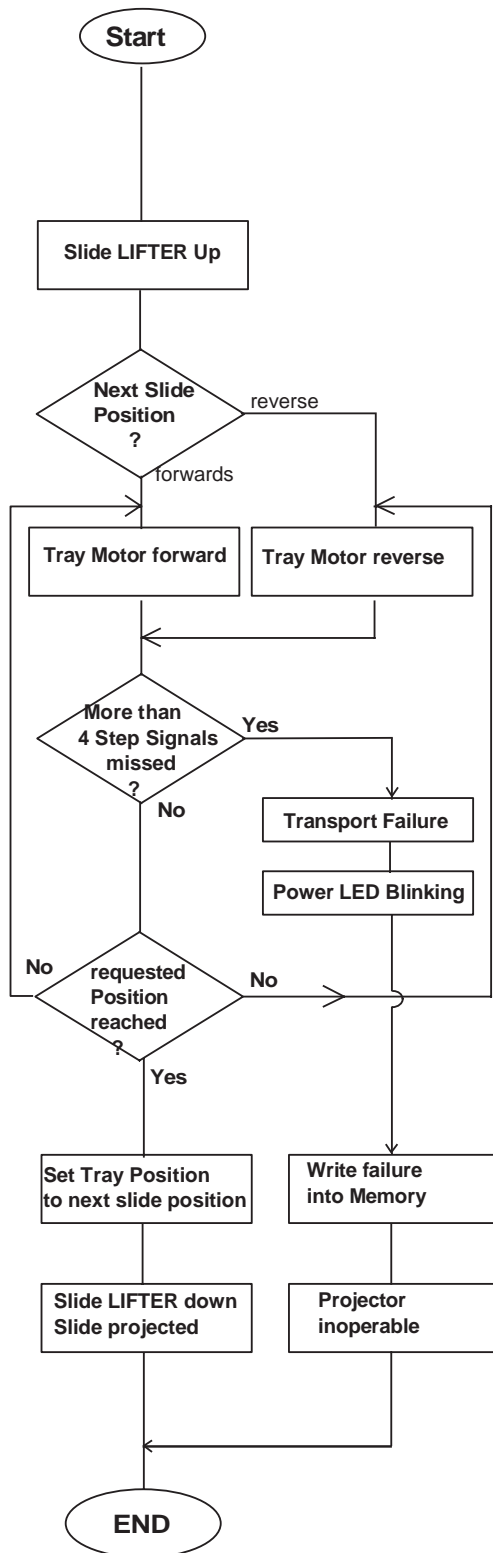 Start
Slide LIFTER Up
Next Slide
Position
?
reverse
forwards
Tray Motor forward
Tray Motor reverse
More than
4 Step Signals
missed
?
Yes
No
Transport Failure
Power LED Blinking
No
requested
Position
reached
?
No
Yes
Set Tray Position
to next slide position
Write failure
into Memory
Slide LIFTER down
Slide projected
Projector
inoperable
END